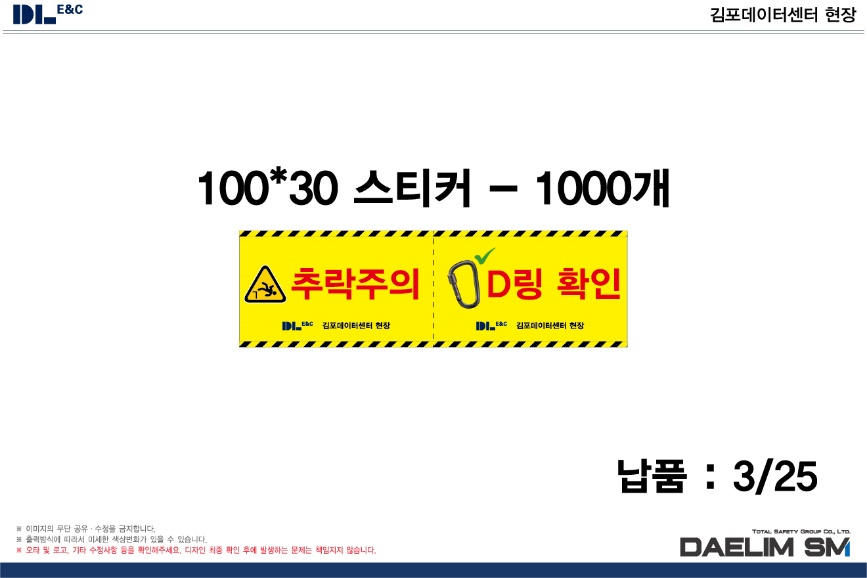 DL E&C
김포데이터센터 현장
100*30 스티커 – 1000개
추락주의
D링 확인
DL E&C 김포데이터센터 현장
DL E&C 김포데이터센터 현장
납품 : 3/25
※ 이미지의 무단 공유·수정을 금지합니다.
※ 출력방식에 따라서 미세한 색상변화가 있을 수 있습니다.
※ 오타 및 로고, 기타 수정사항 등을 확인해주세요. 디자인 최종 확인 후에 발생하는 문제는 책임지지 않습니다.
TOTAL SAFETY GROUP CO., LTD.
DAELIM SM